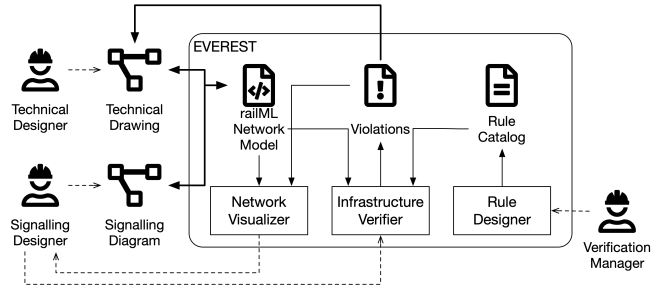 EVEREST
Technical
Designer
Technical
Drawing
</>
railML
Network
Model
!
Violations
Rule
Catalog
Signalling
Designer
Signalling
Diagram
Network
Visualizer
Infrastructure
Verifier
Rule
Designer
Verification
Manager